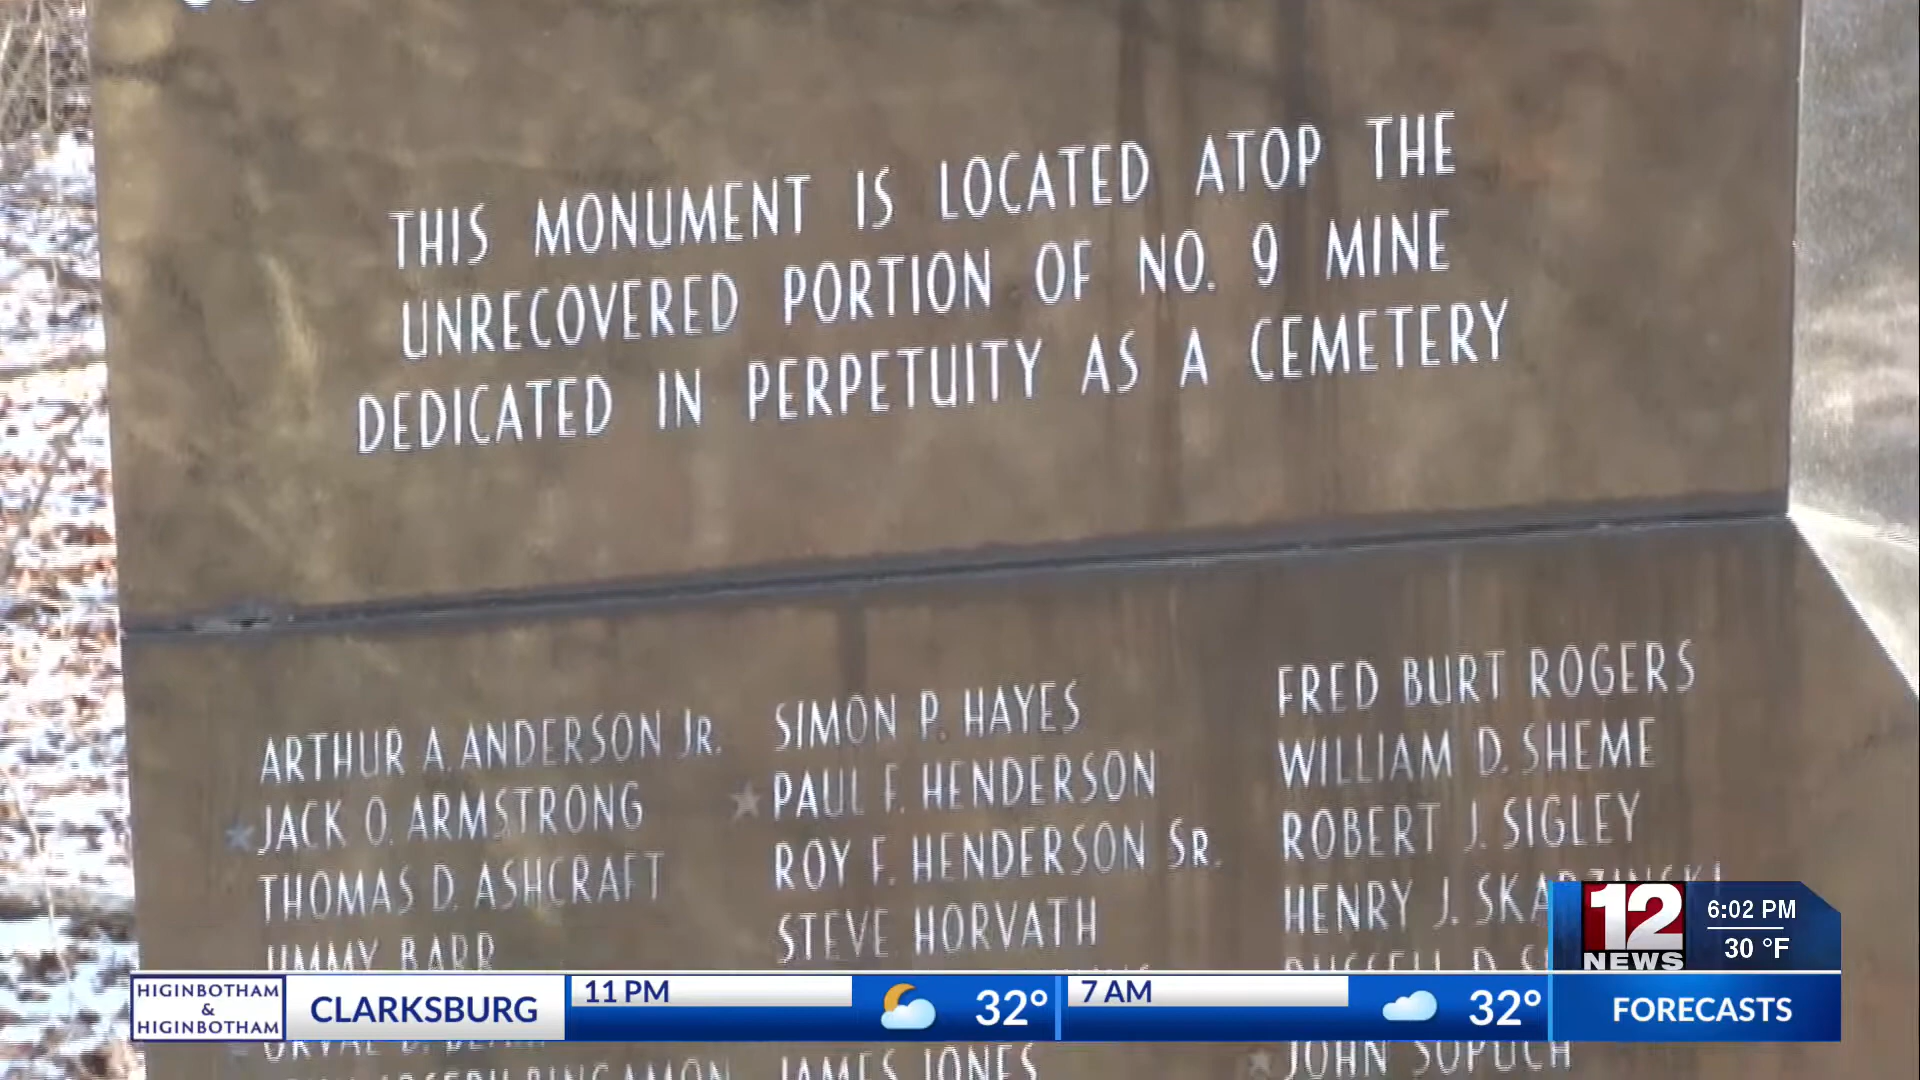 THIS MONUMENT IS LOCATED ATOP THE
UNRECOVERED PORTION OF NO. 9 MINE
DEDICATED IN PERPETUITY AS A CEMETERY
ARTHUR A. ANDERSON JR.
JACK O. ARMSTRONG
THOMAS D. ASHCRAFT
JIMMY BARR
SIMON P. HAYES
PAUL F. HENDERSON
ROY F. HENDERSON SR.
STEVE HORVATH
JAMES JONES
FRED BURT ROGERS
WILLIAM D. SHEME
ROBERT J. SIGLEY
HENRY J.
JOHN SOPUCH
12
NEWS
6:02 PM
30 °F
HIGINBOTHAM
&
HIGINBOTHAM
CLARKSBURG
11 PM
32°
7 AM
32°
FORECASTS